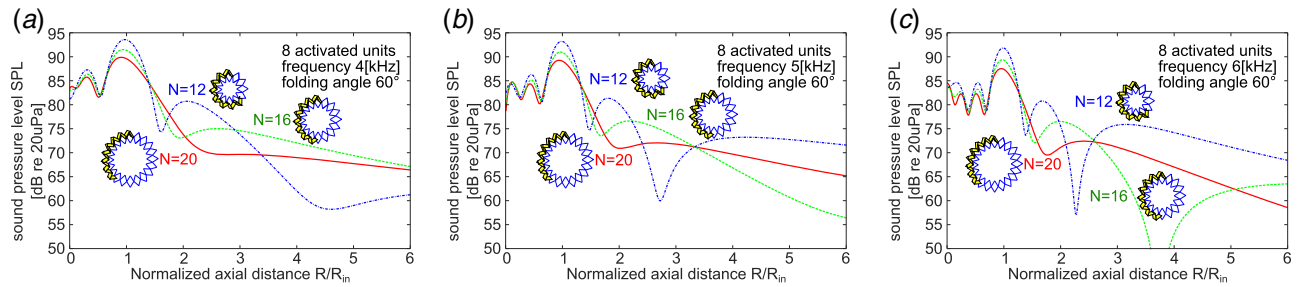 (a)
95
90
85
80
75
70
65
60
55
50
sound pressure level SPL
[dB re 20uPa]
8 activated units
frequency 4[kHz]
folding angle 60°
N=12
N=16
N=20
0 1 2 3 4 5 6
Normalized axial distance R/Rin
(b)
95
90
85
80
75
70
65
60
55
50
sound pressure level SPL
[dB re 20uPa]
8 activated units
frequency 5[kHz]
folding angle 60°
N=12
N=16
N=20
0 1 2 3 4 5 6
Normalized axial distance R/Rin
(c)
95
90
85
80
75
70
65
60
55
50
sound pressure level SPL
[dB re 20uPa]
8 activated units
frequency 6[kHz]
folding angle 60°
N=12
N=20
N=16
0 1 2 3 4 5 6
Normalized axial distance R/Rin